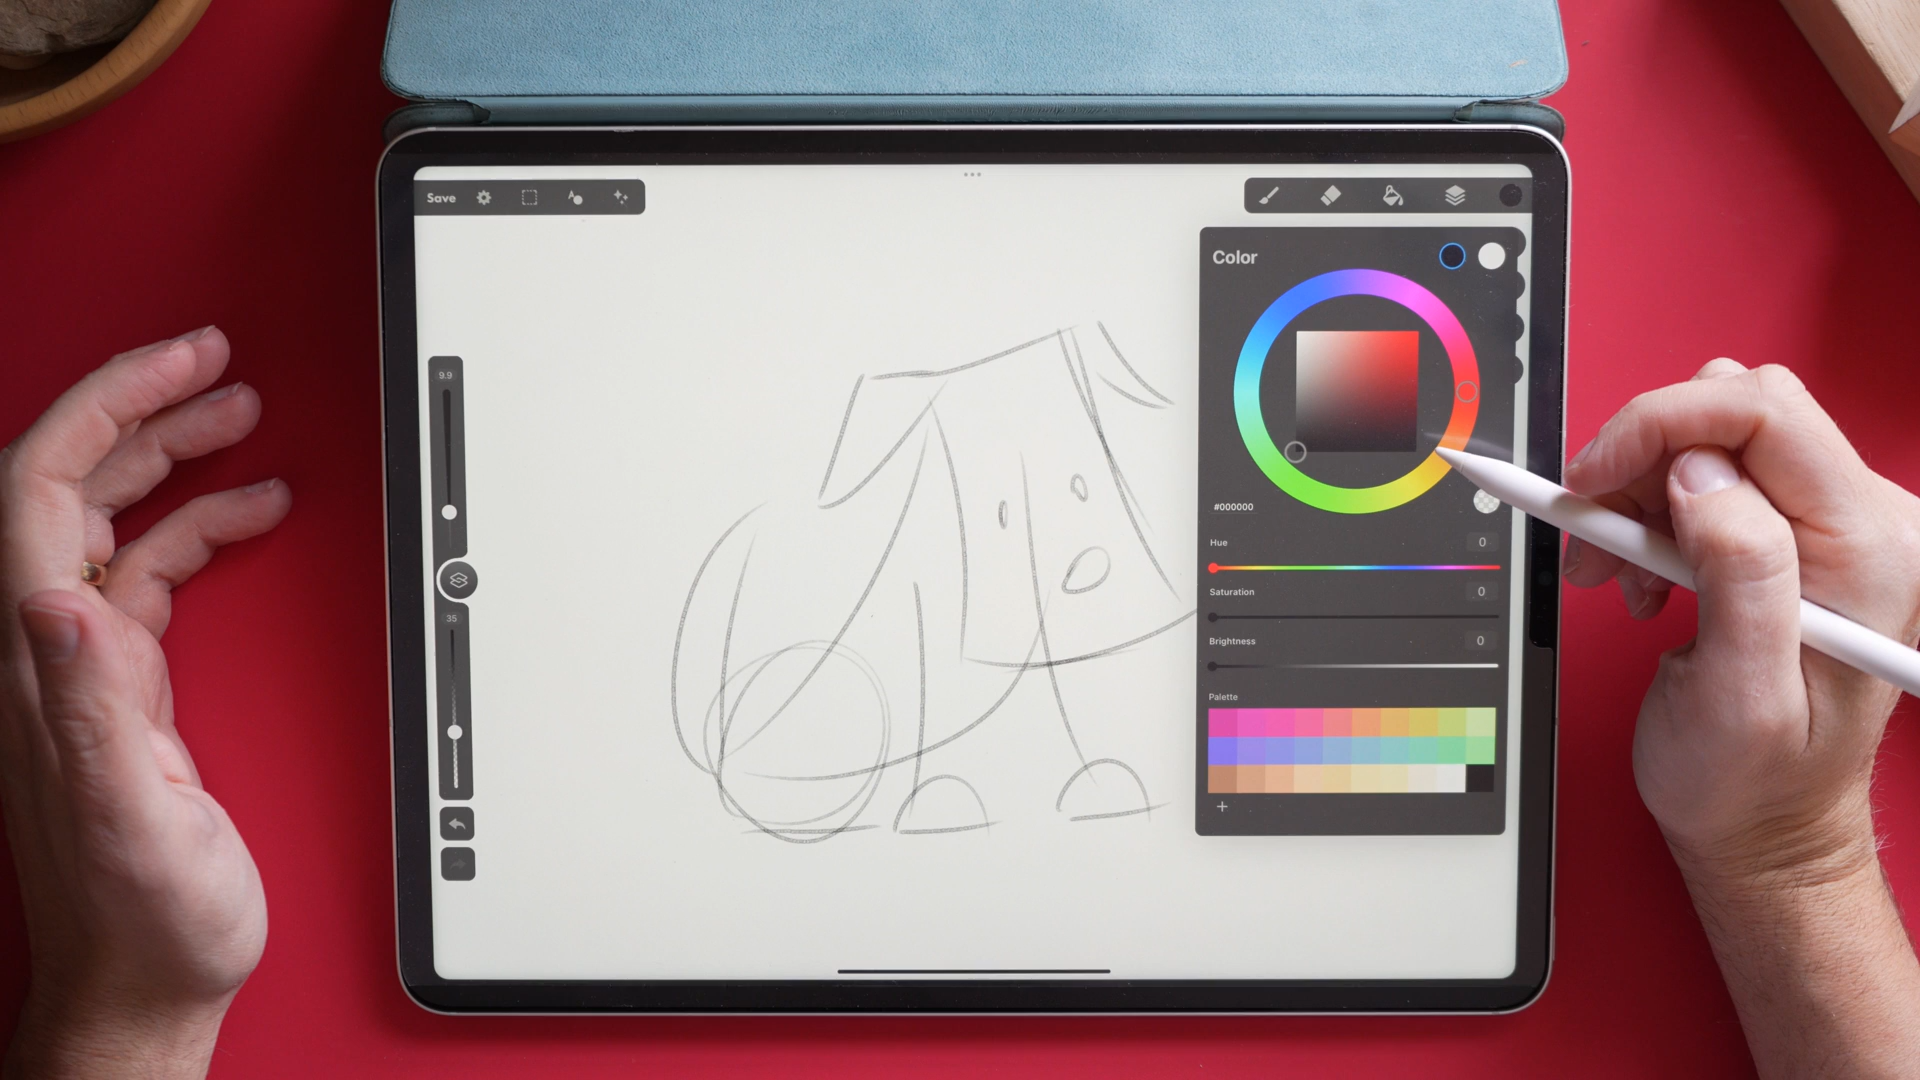 Save
Color
9.9
#000000
Hue 0
35
Saturation 0
Brightness 0
Palette